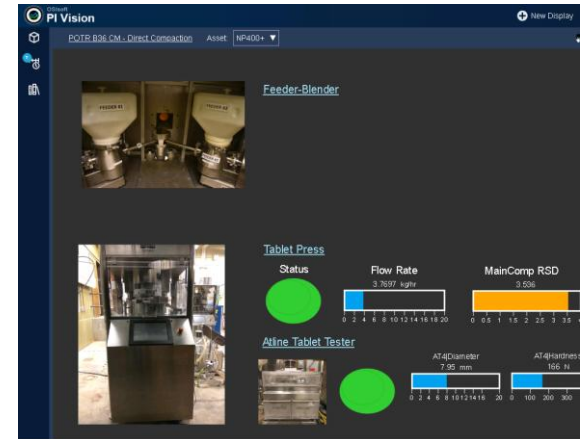 OSIsoft
PI Vision
New Display
PQTR B36 CM - Direct Compaction Asset: NP400+
FEEDER #2
Feeder-Blender
Tablet Press
Status
Flow Rate
3.7697 kg/hr
0 2 4 6 8 10 12 14 16 18 20
MainComp RSD
3.536
0 0.5 1 1.5 2 2.5 3 3.5
Atline Tablet Tester
AT4|Diameter
7.95 mm
0 2 4 6 8 10 12 14 16 20
AT4|Hardness
166 N
0 100 200 300